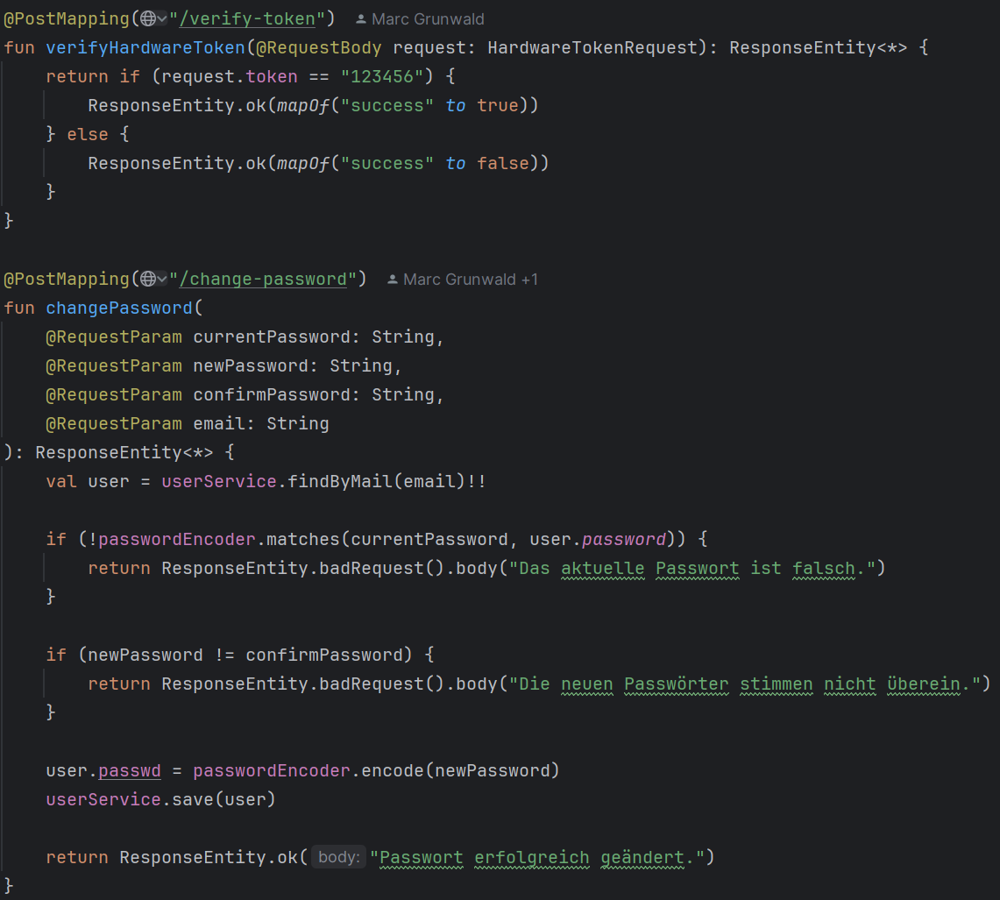 @PostMapping("/verify-token") Marc Grunwald
fun verifyHardwareToken(@RequestBody request: HardwareTokenRequest): ResponseEntity<*> {
    return if (request.token == "123456") {
        ResponseEntity.ok(mapOf("success" to true))
    } else {
        ResponseEntity.ok(mapOf("success" to false))
    }
}
@PostMapping("/change-password") Marc Grunwald +1
fun changePassword(
    @RequestParam currentPassword: String,
    @RequestParam newPassword: String,
    @RequestParam confirmPassword: String,
    @RequestParam email: String
): ResponseEntity<*> {
    val user = userService.findByMail(email)!!
    if (!passwordEncoder.matches(currentPassword, user.password)) {
        return ResponseEntity.badRequest().body("Das aktuelle Passwort ist falsch.")
    }
    if (newPassword != confirmPassword) {
        return ResponseEntity.badRequest().body("Die neuen Passwörter stimmen nicht überein.")
    }
    user.passwd = passwordEncoder.encode(newPassword)
    userService.save(user)
    return ResponseEntity.ok( body: "Passwort erfolgreich geändert.")
}